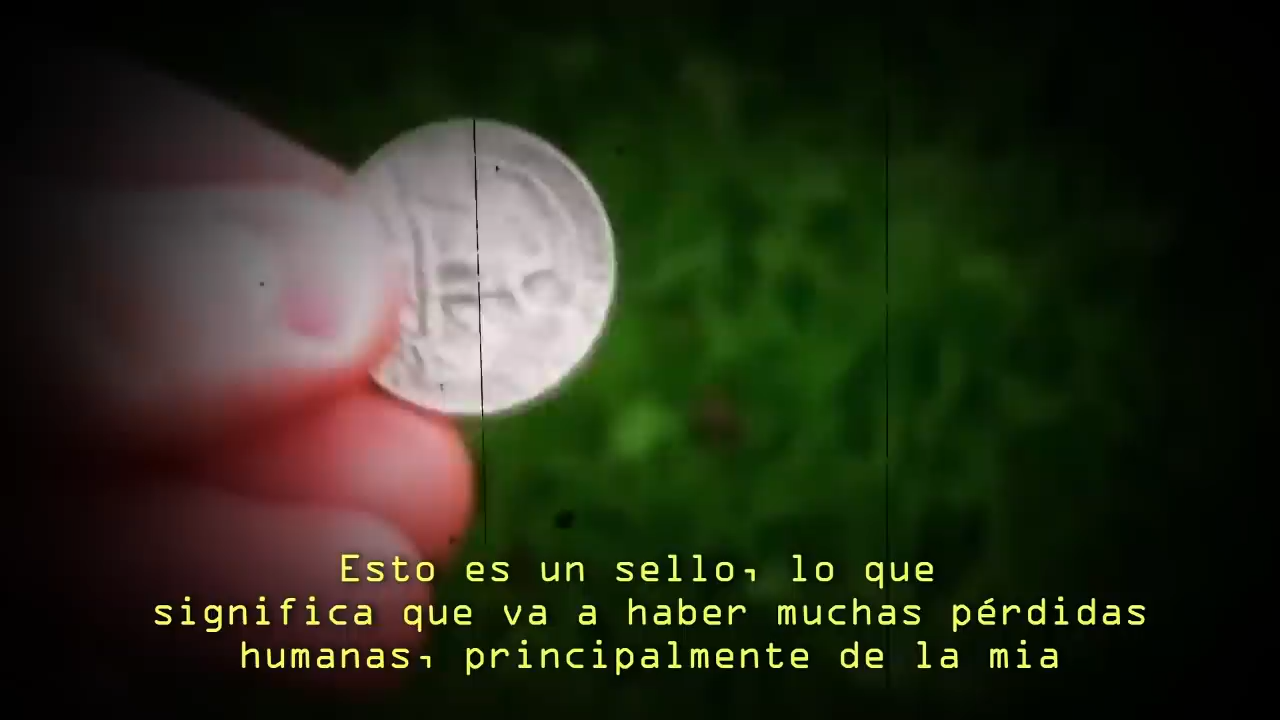 Esto es un sello, lo que
significa que va a haber muchas pérdidas
humanas, principalmente de la mia